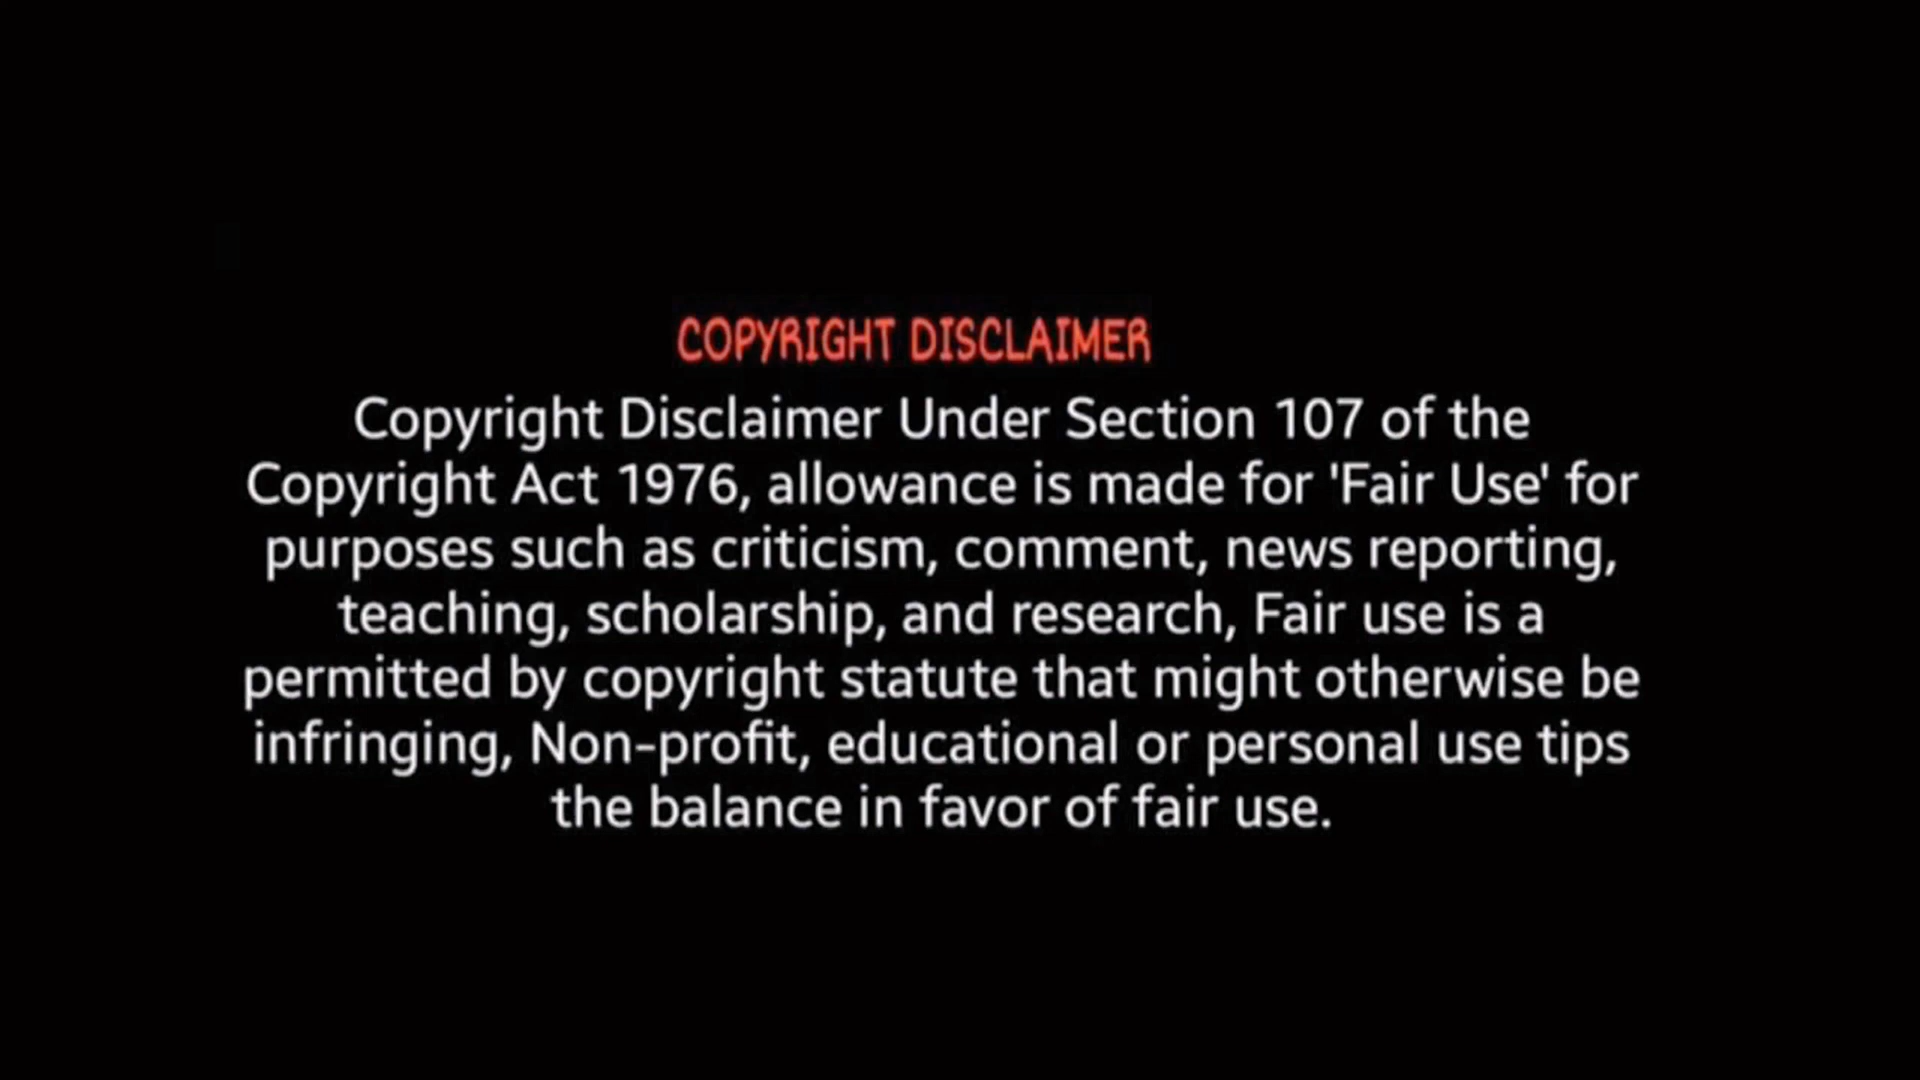 COPYRIGHT DISCLAIMER
Copyright Disclaimer Under Section 107 of the
Copyright Act 1976, allowance is made for 'Fair Use' for
purposes such as criticism, comment, news reporting,
teaching, scholarship, and research, Fair use is a
permitted by copyright statute that might otherwise be
infringing, Non-profit, educational or personal use tips
the balance in favor of fair use.